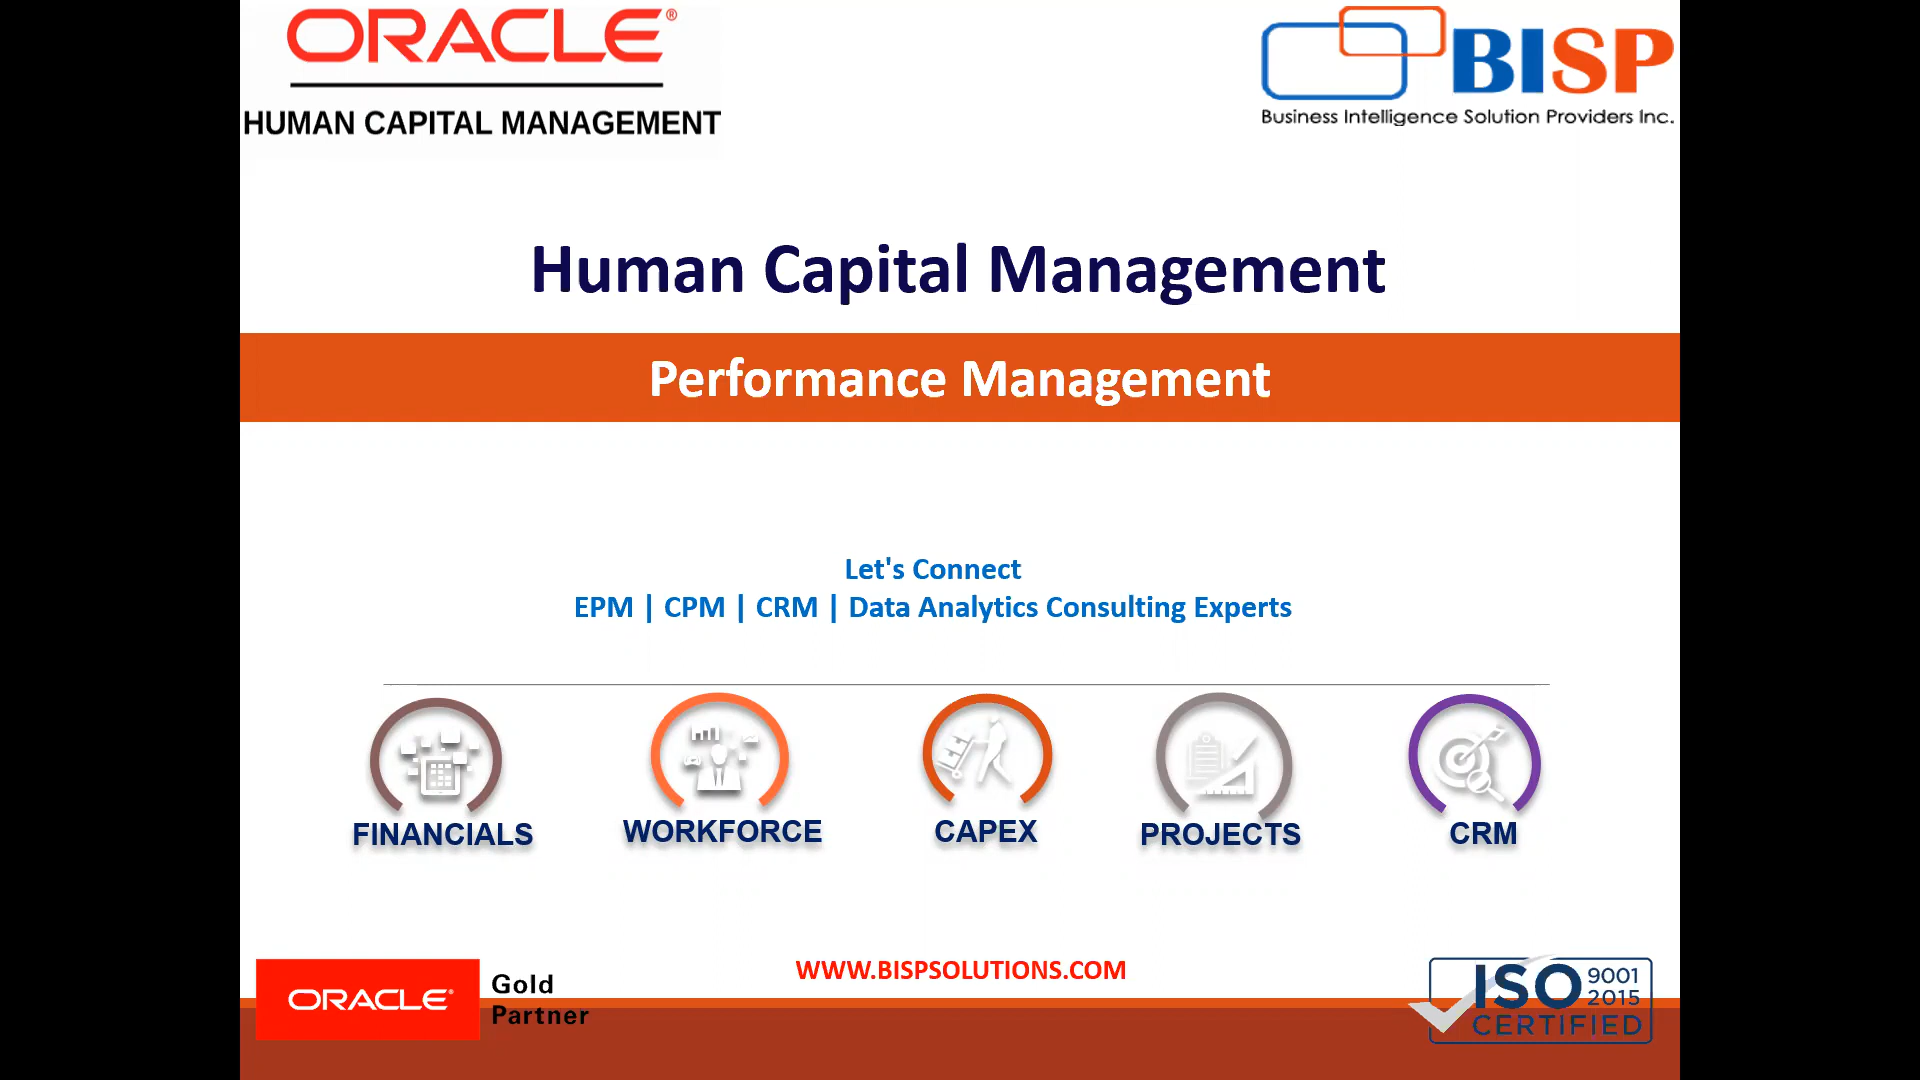 ORACLE®
HUMAN CAPITAL MANAGEMENT
BISP
Business Intelligence Solution Providers Inc.
Human Capital Management
Performance Management
Let's Connect
EPM | CPM | CRM | Data Analytics Consulting Experts
FINANCIALS
WORKFORCE
CAPEX
PROJECTS
CRM
WWW.BISPSOLUTIONS.COM
ORACLE®
Gold
Partner
ISO 9001
2015
CERTIFIED